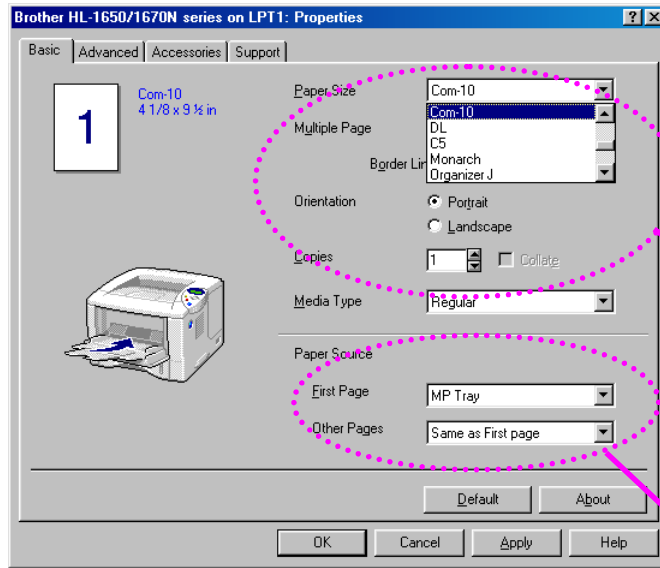 Brother HL-1650/1670N series on LPT1: Properties
Basic Advanced Accessories Support
1
Com-10
4 1/8 x 9 ½ in
Paper Size Com-10
Com-10
DL
C5
Monarch
Organizer J
Multiple Page
Border Lin
Orientation
Portrait
Landscape
Copies 1 Collate
Media Type Regular
Paper Source
First Page MP Tray
Other Pages Same as First page
Default About
OK Cancel Apply Help